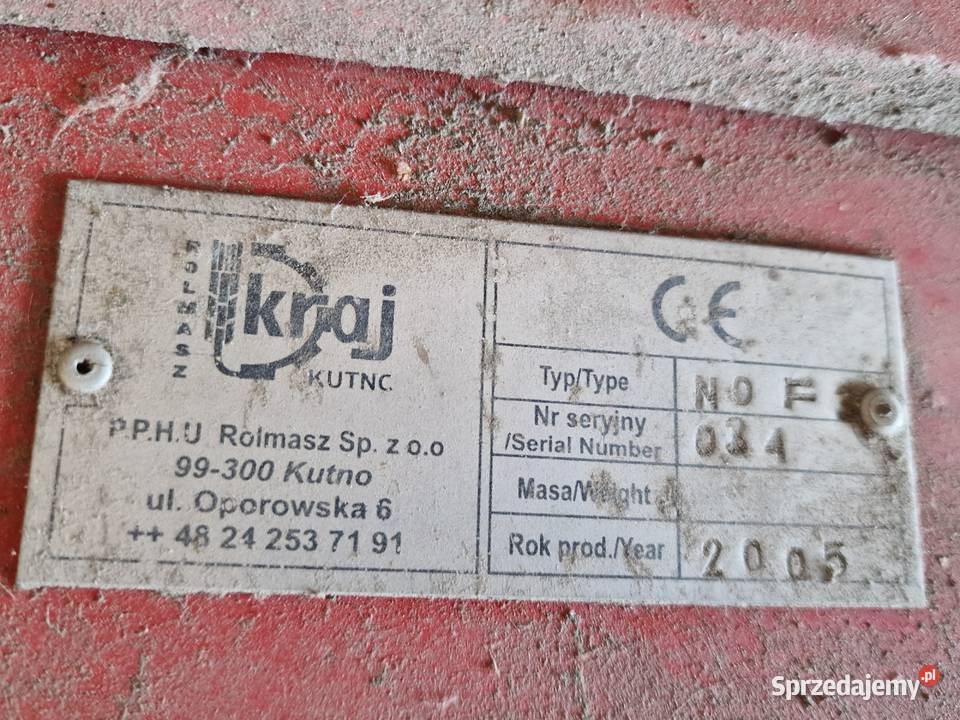 ROLMASZ
kraj
KUTNO
P.P.H.U Rolmasz Sp. z o.o
99-300 Kutno
ul. Oporowska 6
++ 48 24 253 71 91
CE
Typ/Type
Nr seryjny
/Serial Number
031
Masa/Weight
Rok prod./Year 2005
Sprzedajemy.pl